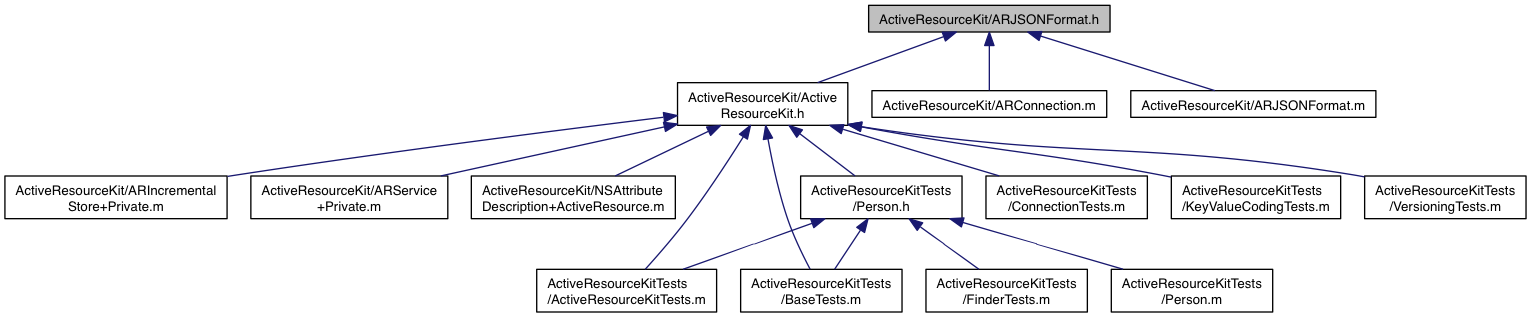 ActiveResourceKit/ARJSONFormat.h
ActiveResourceKit/Active
ResourceKit.h
ActiveResourceKit/ARConnection.m
ActiveResourceKit/ARJSONFormat.m
ActiveResourceKit/ARIncremental
Store+Private.m
ActiveResourceKit/ARService
+Private.m
ActiveResourceKit/NSAttribute
Description+ActiveResource.m
ActiveResourceKitTests
/Person.h
ActiveResourceKitTests
/ConnectionTests.m
ActiveResourceKitTests
/KeyValueCodingTests.m
ActiveResourceKitTests
/VersioningTests.m
ActiveResourceKitTests
/ActiveResourceKitTests.m
ActiveResourceKitTests
/BaseTests.m
ActiveResourceKitTests
/FinderTests.m
ActiveResourceKitTests
/Person.m